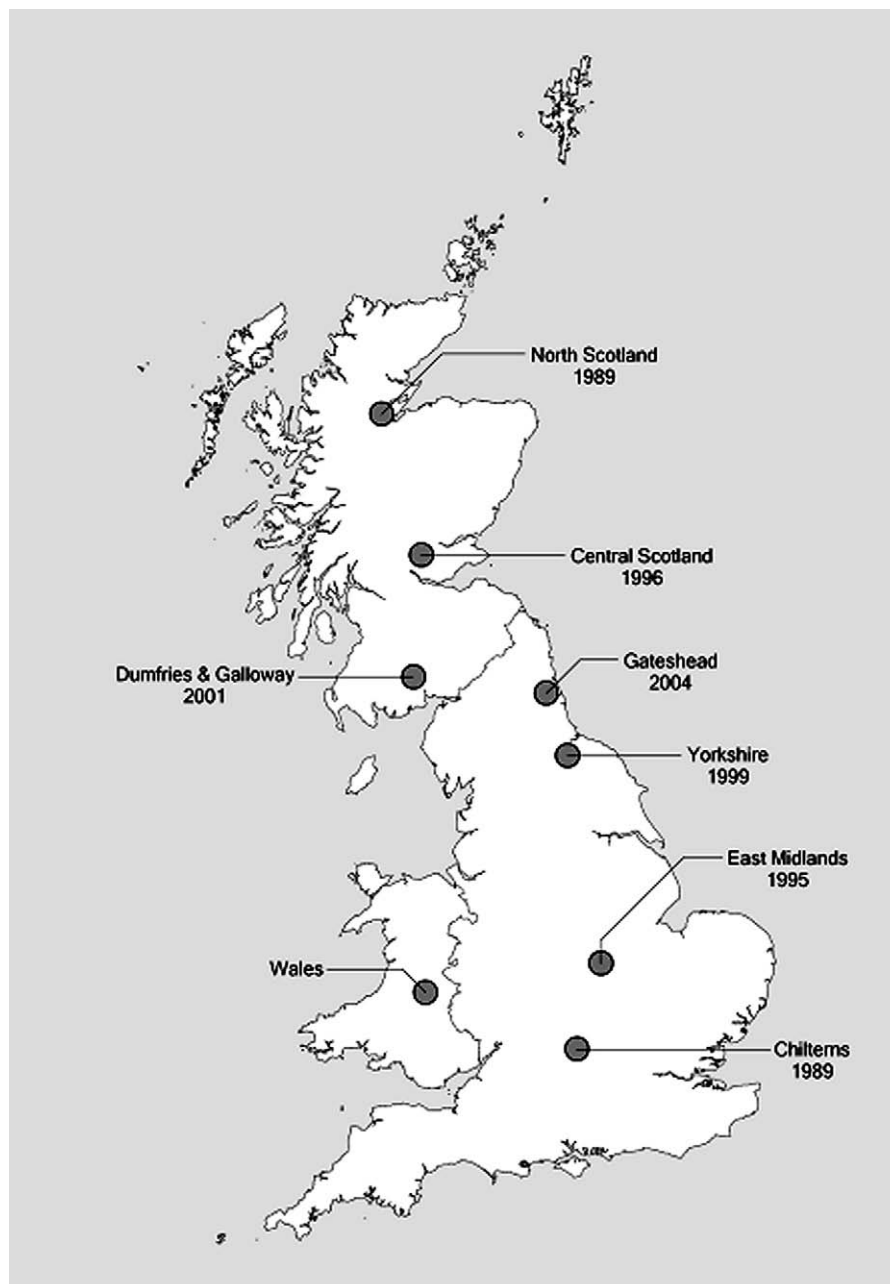 North Scotland
1989
Central Scotland
1996
Dumfries & Galloway
2001
Gateshead
2004
Yorkshire
1999
East Midlands
1995
Wales
Chilterns
1989